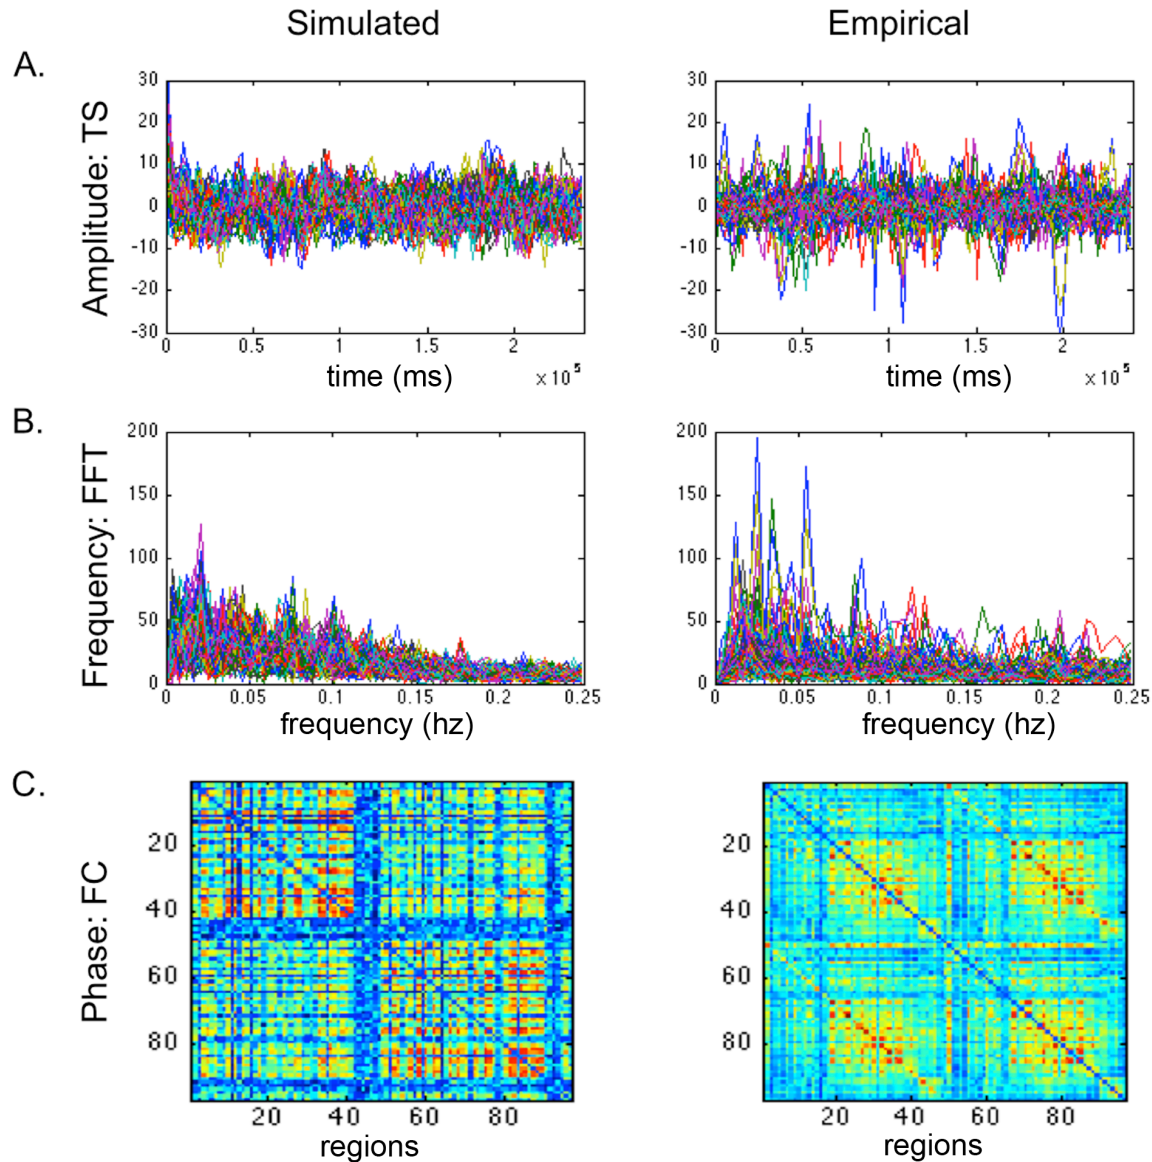 Simulated Empirical
A.
Amplitude: TS
30 30
20 20
10 10
0 0
-10 -10
-20 -20
-30 -30
0 0.5 1 1.5 2 0 0.5 1 1.5 2
time (ms) x 10⁵ time (ms) x 10⁵
B.
Frequency: FFT
200 200
150 150
100 100
50 50
0 0
0 0.05 0.1 0.15 0.2 0.25 0 0.05 0.1 0.15 0.2 0.25
frequency (hz) frequency (hz)
C.
Phase: FC
20 20
40 40
60 60
80 80
20 40 60 80 20 40 60 80
regions regions